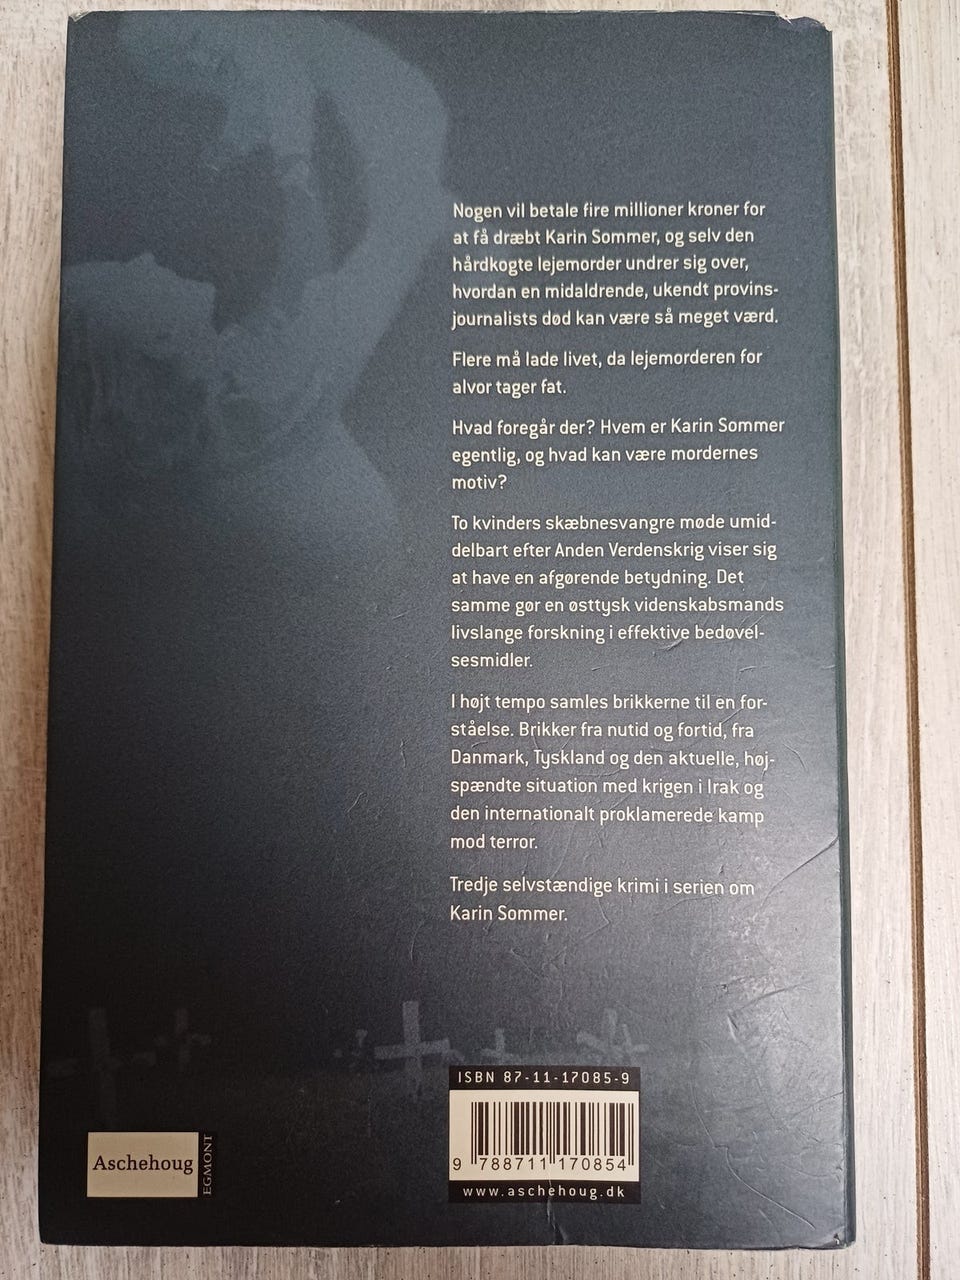 Nogen vil betale fire millioner kroner for
at få dræbt Karin Sommer, og selv den
hårdkogte lejemorder undrer sig over,
hvordan en midaldrende, ukendt provins-
journalists død kan være så meget værd.
Flere må lade livet, da lejemorderen for
alvor tager fat.
Hvad foregår der? Hvem er Karin Sommer
egentlig, og hvad kan være mordernes
motiv?
To kvinders skæbnesvangre møde umid-
delbart efter Anden Verdenskrig viser sig
at have en afgørende betydning. Det
samme gør en østtysk videnskabsmands
livslange forskning i effektive bedøvel-
sesmidler.
I højt tempo samles brikkerne til en for-
ståelse. Brikker fra nutid og fortid, fra
Danmark, Tyskland og den aktuelle, høj-
spændte situation med krigen i Irak og
den internationalt proklamerede kamp
mod terror.
Tredje selvstændige krimi i serien om
Karin Sommer.
ISBN 87-11-17085-9
9 788711 170854
www.aschehoug.dk
Aschehoug
EGMONT